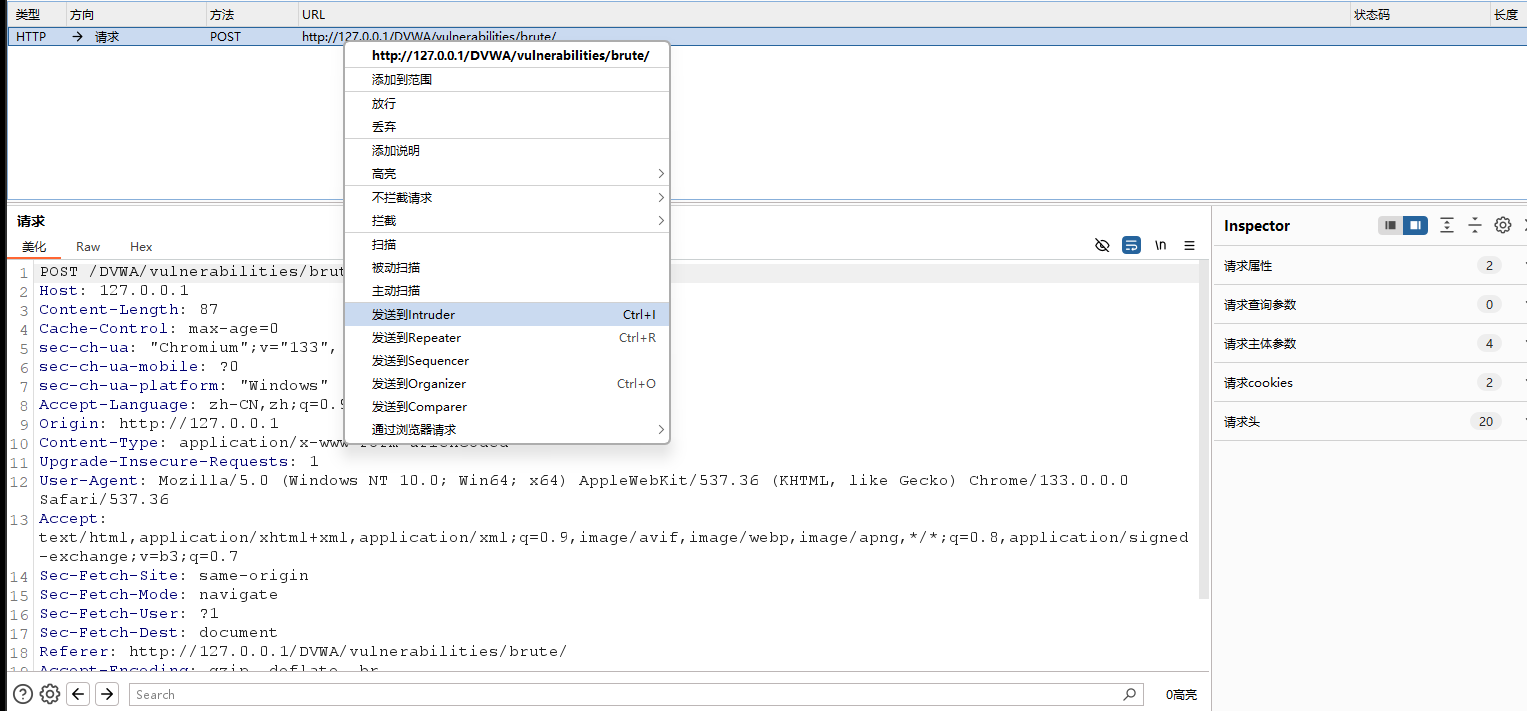 类型 方向 方法 URL 状态码 长度
HTTP → 请求 POST http://127.0.0.1/DVWA/vulnerabilities/brute/
http://127.0.0.1/DVWA/vulnerabilities/brute/
添加到范围
放行
丢弃
添加说明
高亮
不拦截请求
拦截
扫描
被动扫描
主动扫描
发送到Intruder Ctrl+I
发送到Repeater Ctrl+R
发送到Sequencer
发送到Organizer Ctrl+O
发送到Comparer
通过浏览器请求
请求
美化 Raw Hex
\n
1 POST /DVWA/vulnerabilities/brut
2 Host: 127.0.0.1
3 Content-Length: 87
4 Cache-Control: max-age=0
5 sec-ch-ua: "Chromium";v="133",
6 sec-ch-ua-mobile: ?0
7 sec-ch-ua-platform: "Windows"
8 Accept-Language: zh-CN,zh;q=0.9
9 Origin: http://127.0.0.1
10 Content-Type: application/x-www-form-urlencoded
11 Upgrade-Insecure-Requests: 1
12 User-Agent: Mozilla/5.0 (Windows NT 10.0; Win64; x64) AppleWebKit/537.36 (KHTML, like Gecko) Chrome/133.0.0.0
Safari/537.36
13 Accept:
text/html,application/xhtml+xml,application/xml;q=0.9,image/avif,image/webp,image/apng,*/*;q=0.8,application/signed
-exchange;v=b3;q=0.7
14 Sec-Fetch-Site: same-origin
15 Sec-Fetch-Mode: navigate
16 Sec-Fetch-User: ?1
17 Sec-Fetch-Dest: document
18 Referer: http://127.0.0.1/DVWA/vulnerabilities/brute/
19 Accept-Encoding: gzip, deflate, br
Search
0高亮
Inspector
请求属性 2
请求查询参数 0
请求主体参数 4
请求cookies 2
请求头 20